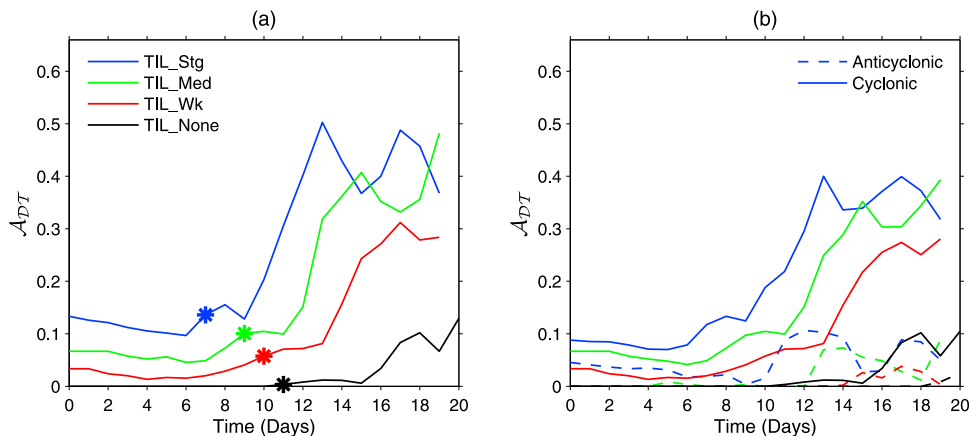 (a)
0.6
0.5
0.4
0.3
0.2
0.1
0
TIL_Stg
TIL_Med
TIL_Wk
TIL_None
0 2 4 6 8 10 12 14 16 18 20
Time (Days)
𝒜𝒟𝒯
(b)
0.6
0.5
0.4
0.3
0.2
0.1
0
Anticyclonic
Cyclonic
0 2 4 6 8 10 12 14 16 18 20
Time (Days)
𝒜𝒟𝒯